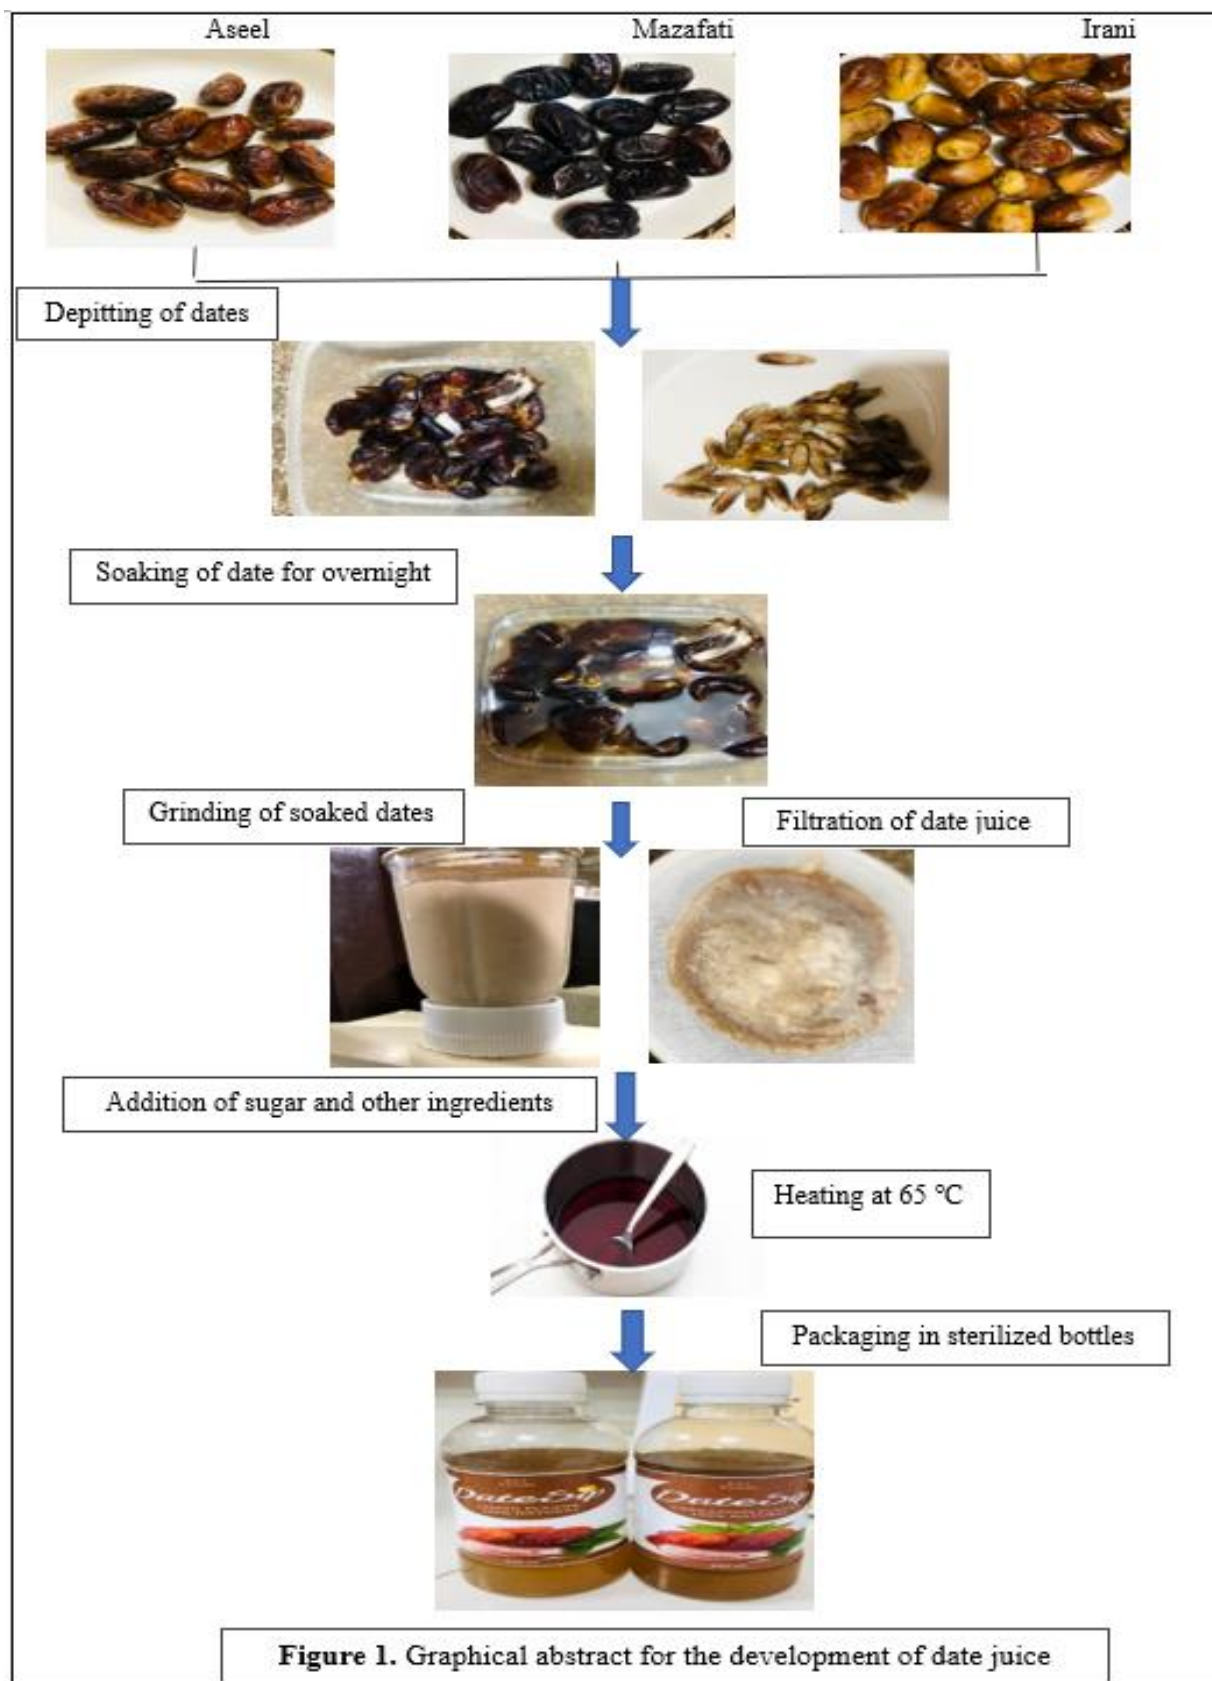 Aseel
Mazafati
Irani
Depitting of dates
Soaking of date for overnight
Grinding of soaked dates
Filtration of date juice
Addition of sugar and other ingredients
Heating at 65 °C
Packaging in sterilized bottles
DateSip
DateSip
Figure 1. Graphical abstract for the development of date juice